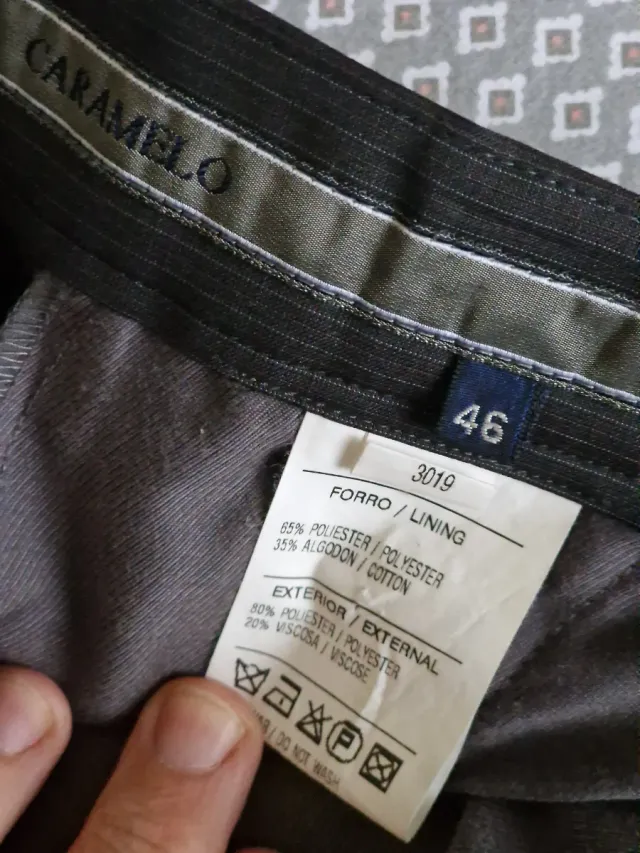 CARAMELO
46
3019
FORRO / LINING
65% POLIESTER / POLYESTER
35% ALGODON / COTTON
EXTERIOR / EXTERNAL
80% POLIESTER / POLYESTER
20% VISCOSA / VISCOSE
P
/ DO NOT WASH